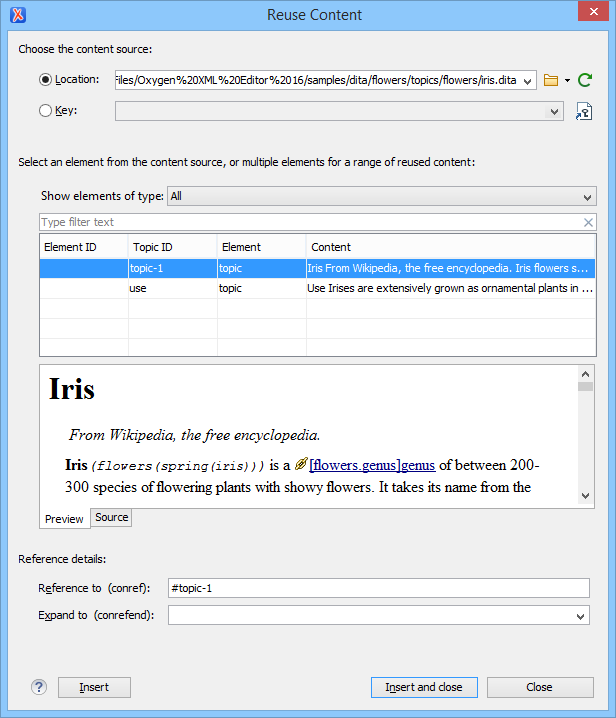 Reuse Content
Choose the content source:
Location: Files/Oxygen%20XML%20Editor%2016/samples/dita/flowers/topics/flowers/iris.dita
Key:
Select an element from the content source, or multiple elements for a range of reused content:
Show elements of type: All
Type filter text
Element ID Topic ID Element Content
topic-1 topic Iris From Wikipedia, the free encyclopedia. Iris flowers s...
use topic Use Irises are extensively grown as ornamental plants in ...
Iris
From Wikipedia, the free encyclopedia.
Iris (flowers(spring(iris))) is a [flowers.genus]genus of between 200-
300 species of flowering plants with showy flowers. It takes its name from the
Preview Source
Reference details:
Reference to (conref): #topic-1
Expand to (conrefend):
? Insert Insert and close Close